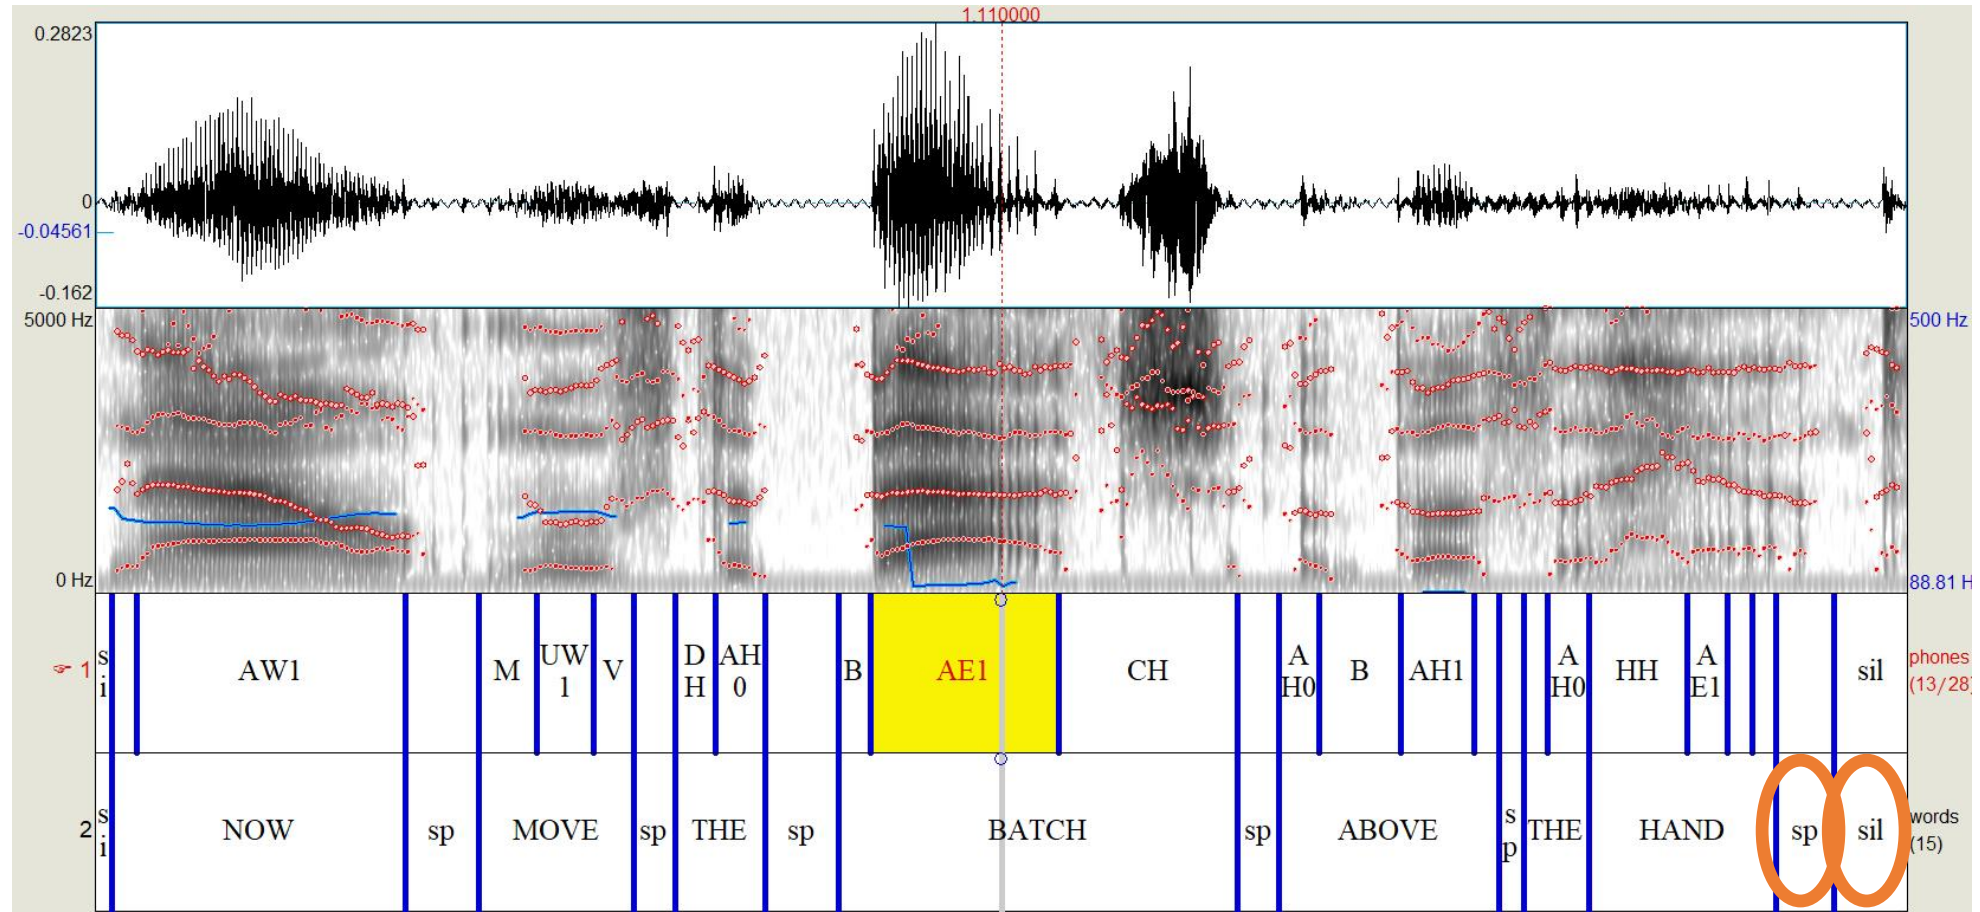 1.110000
0.2823
0
-0.04561
-0.162
5000 Hz
500 Hz
0 Hz
88.81 H
1
si
AW1
M
UW1
V
DH
AH0
B
AE1
CH
AH0
B
AH1
AH0
HH
AE1
sil
phones
(13/28)
2
si
NOW
sp
MOVE
sp
THE
sp
BATCH
sp
ABOVE
sp
THE
HAND
sp
sil
words
(15)